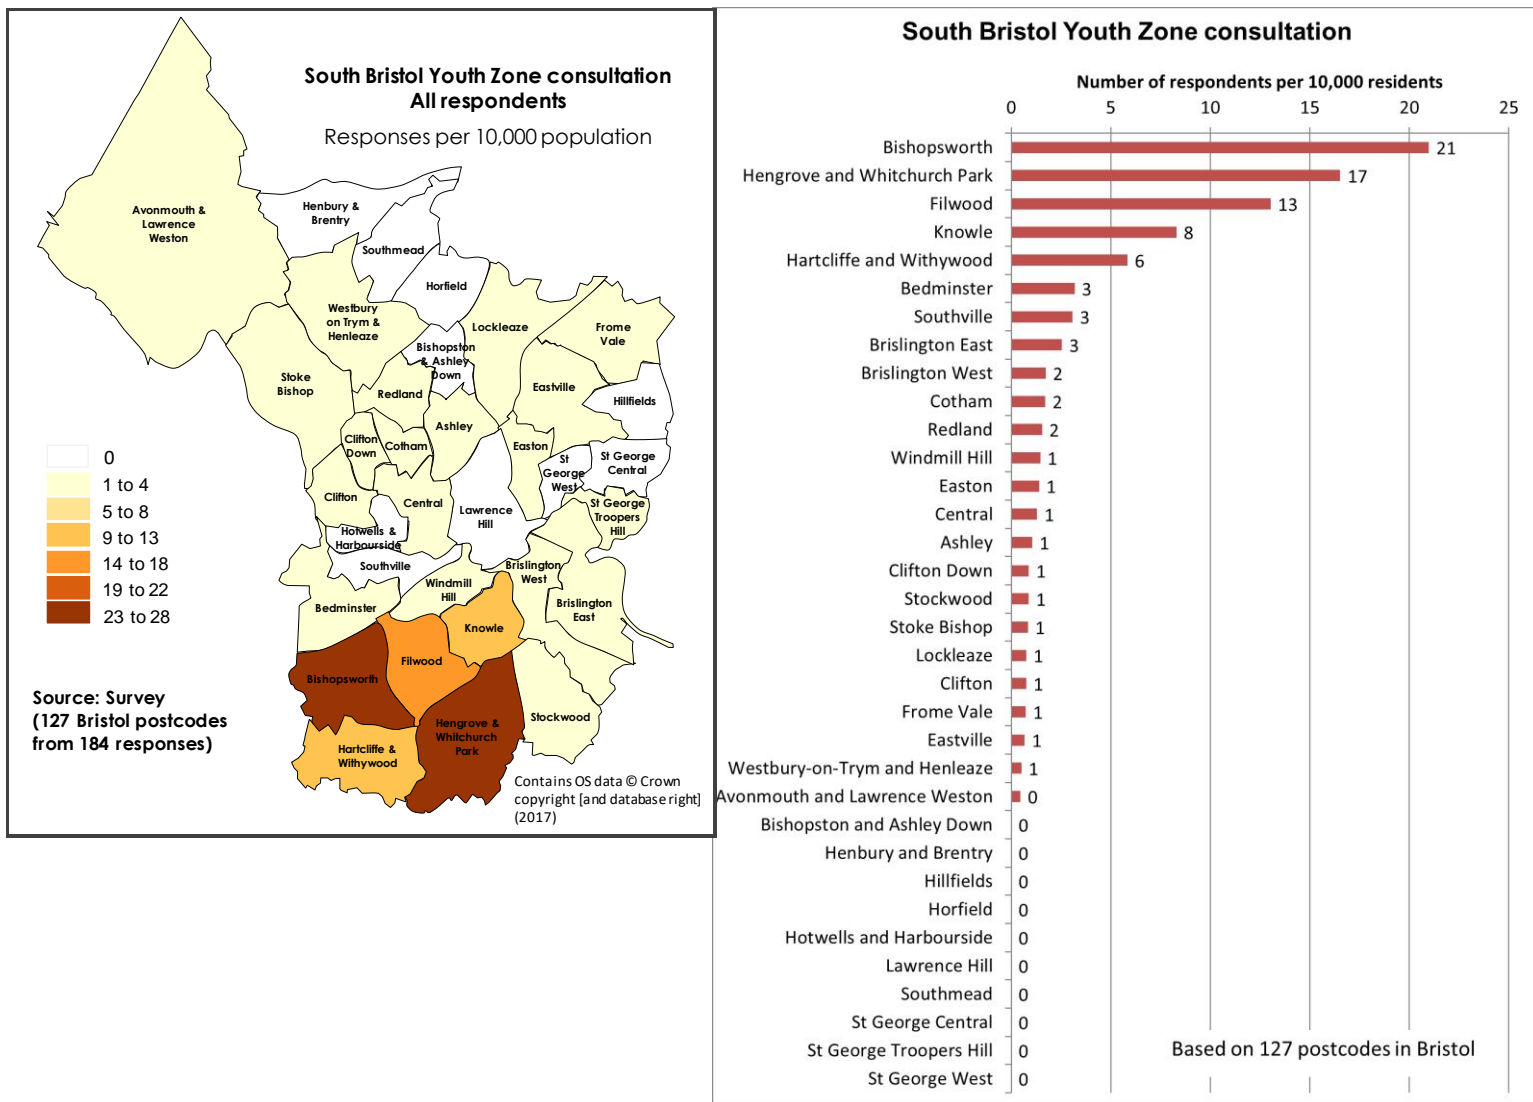 South Bristol Youth Zone consultation
All respondents
Responses per 10,000 population
Avonmouth &
Lawrence
Weston
Henbury &
Brentry
Southmead
Horfield
Westbury
on Trym &
Henleaze
Lockleaze
Frome
Vale
Bishopston
& Ashley
Down
Stoke
Bishop
Redland
Eastville
Hillfields
Ashley
Clifton
Down
Cotham
Easton
St
George
West
St George
Central
Clifton
Central
Lawrence
Hill
St George
Troopers
Hill
Hotwells &
Harbourside
Southville
Brislington
West
Windmill
Hill
Bedminster
Brislington
East
Knowle
Filwood
Bishopsworth
Stockwood
Hengrove &
Whitchurch
Park
Hartcliffe &
Withywood
0
1 to 4
5 to 8
9 to 13
14 to 18
19 to 22
23 to 28
Source: Survey
(127 Bristol postcodes
from 184 responses)
Contains OS data © Crown
copyright [and database right]
(2017)
South Bristol Youth Zone consultation
Number of respondents per 10,000 residents
0 5 10 15 20 25
Bishopsworth 21
Hengrove and Whitchurch Park 17
Filwood 13
Knowle 8
Hartcliffe and Withywood 6
Bedminster 3
Southville 3
Brislington East 3
Brislington West 2
Cotham 2
Redland 2
Windmill Hill 1
Easton 1
Central 1
Ashley 1
Clifton Down 1
Stockwood 1
Stoke Bishop 1
Lockleaze 1
Clifton 1
Frome Vale 1
Eastville 1
Westbury-on-Trym and Henleaze 1
Avonmouth and Lawrence Weston 0
Bishopston and Ashley Down 0
Henbury and Brentry 0
Hillfields 0
Horfield 0
Hotwells and Harbourside 0
Lawrence Hill 0
Southmead 0
St George Central 0
St George Troopers Hill 0
St George West 0
Based on 127 postcodes in Bristol